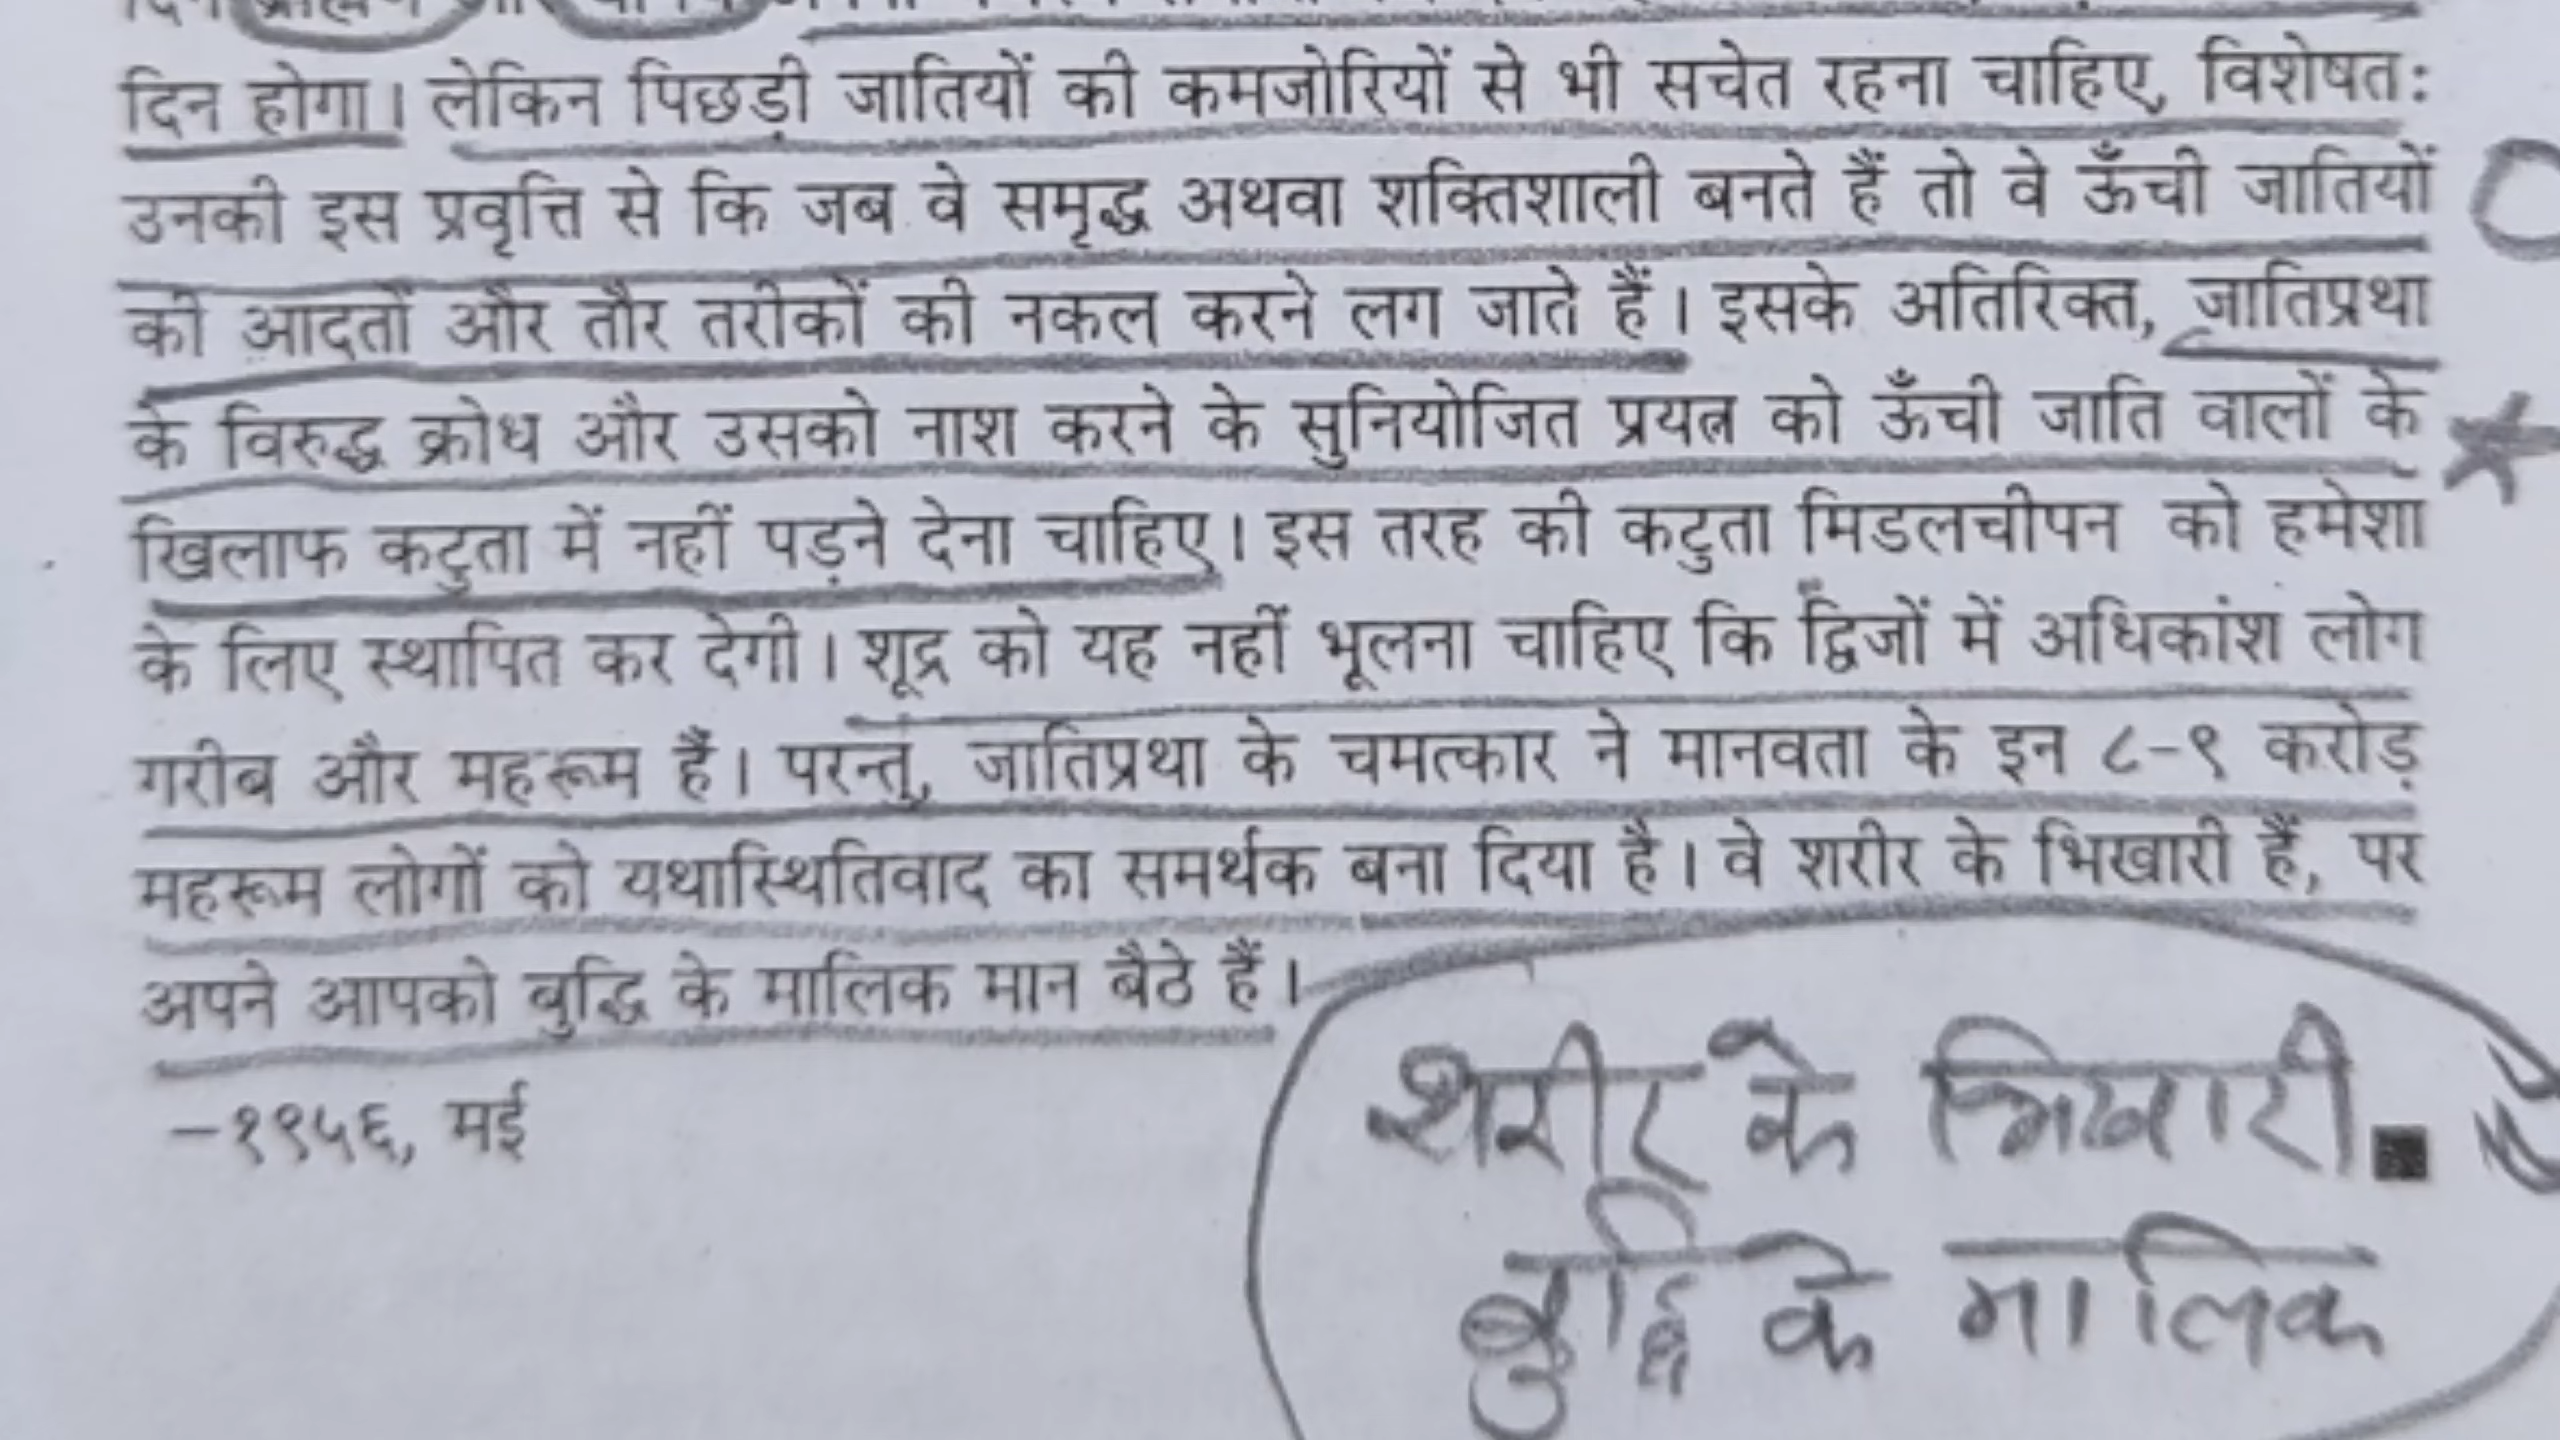 दिन होगा। लेकिन पिछड़ी जातियों की कमजोरियों से भी सचेत रहना चाहिए, विशेषत:
उनकी इस प्रवृत्ति से कि जब वे समृद्ध अथवा शक्तिशाली बनते हैं तो वे ऊँची जातियों
की आदतों और तौर तरीकों की नकल करने लग जाते हैं। इसके अतिरिक्त, जातिप्रथा
के विरुद्ध क्रोध और उसको नाश करने के सुनियोजित प्रयत्न को ऊँची जाति वालों के
खिलाफ कटुता में नहीं पड़ने देना चाहिए। इस तरह की कटुता मिडलचीपन को हमेशा
के लिए स्थापित कर देगी। शूद्र को यह नहीं भूलना चाहिए कि द्विजों में अधिकांश लोग
गरीब और महरूम हैं। परन्तु, जातिप्रथा के चमत्कार ने मानवता के इन ८-९ करोड़
महरूम लोगों को यथास्थितिवाद का समर्थक बना दिया है। वे शरीर के भिखारी हैं, पर
अपने आपको बुद्धि के मालिक मान बैठे हैं।
-१९५६, मई
शरीर के भिखारी
बुद्धि के मालिक